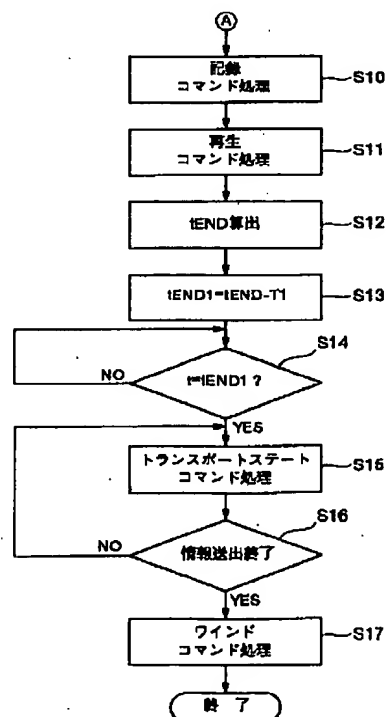 A
記録
コマンド処理
S10
再生
コマンド処理
S11
tEND算出
S12
tEND1=tEND-T1
S13
S14
t=tEND1 ?
NO
YES
トランスポートステート
コマンド処理
S15
S16
情報送出終了
NO
YES
ワインド
コマンド処理
S17
終 了